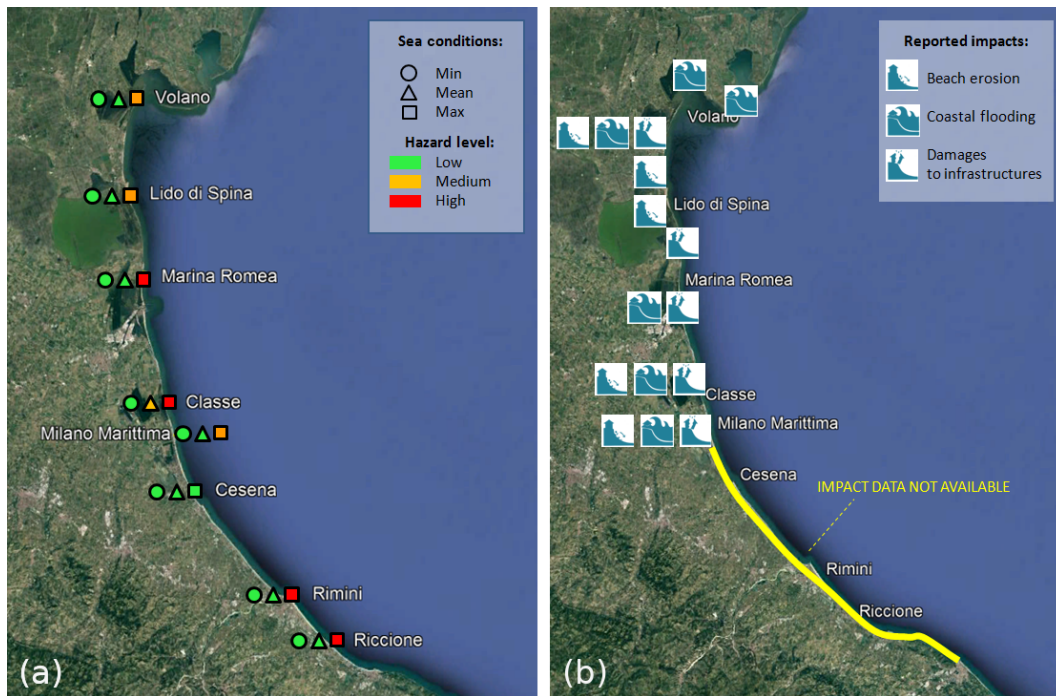 Sea conditions:
Min
Mean
Max
Hazard level:
Low
Medium
High
Volano
Lido di Spina
Marina Romea
Classe
Milano Marittima
Cesena
Rimini
Riccione
(a)
Reported impacts:
Beach erosion
Coastal flooding
Damages
to infrastructures
Volano
Lido di Spina
Marina Romea
Classe
Milano Marittima
Cesena
IMPACT DATA NOT AVAILABLE
Rimini
Riccione
(b)